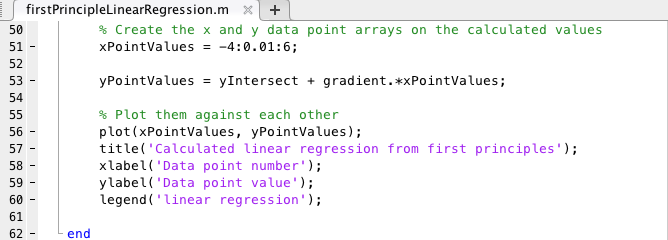 firstPrincipleLinearRegression.m × +
50 % Create the x and y data point arrays on the calculated values
51 - xPointValues = -4:0.01:6;
52
53 - yPointValues = yIntersect + gradient.*xPointValues;
54
55 % Plot them against each other
56 - plot(xPointValues, yPointValues);
57 - title('Calculated linear regression from first principles');
58 - xlabel('Data point number');
59 - ylabel('Data point value');
60 - legend('linear regression');
61
62 - end